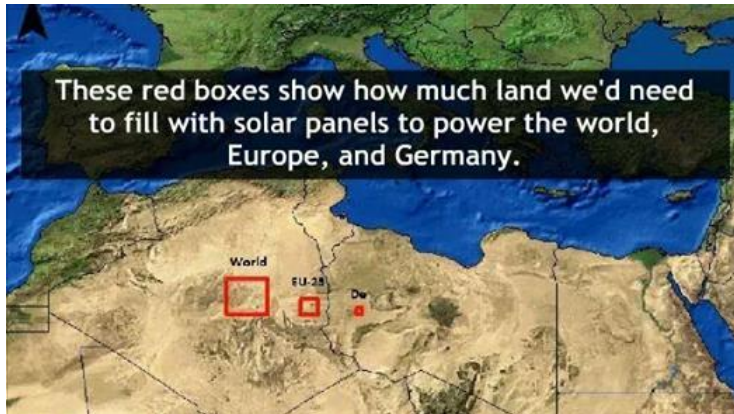 These red boxes show how much land we'd need
to fill with solar panels to power the world,
Europe, and Germany.
World
EU-25
De